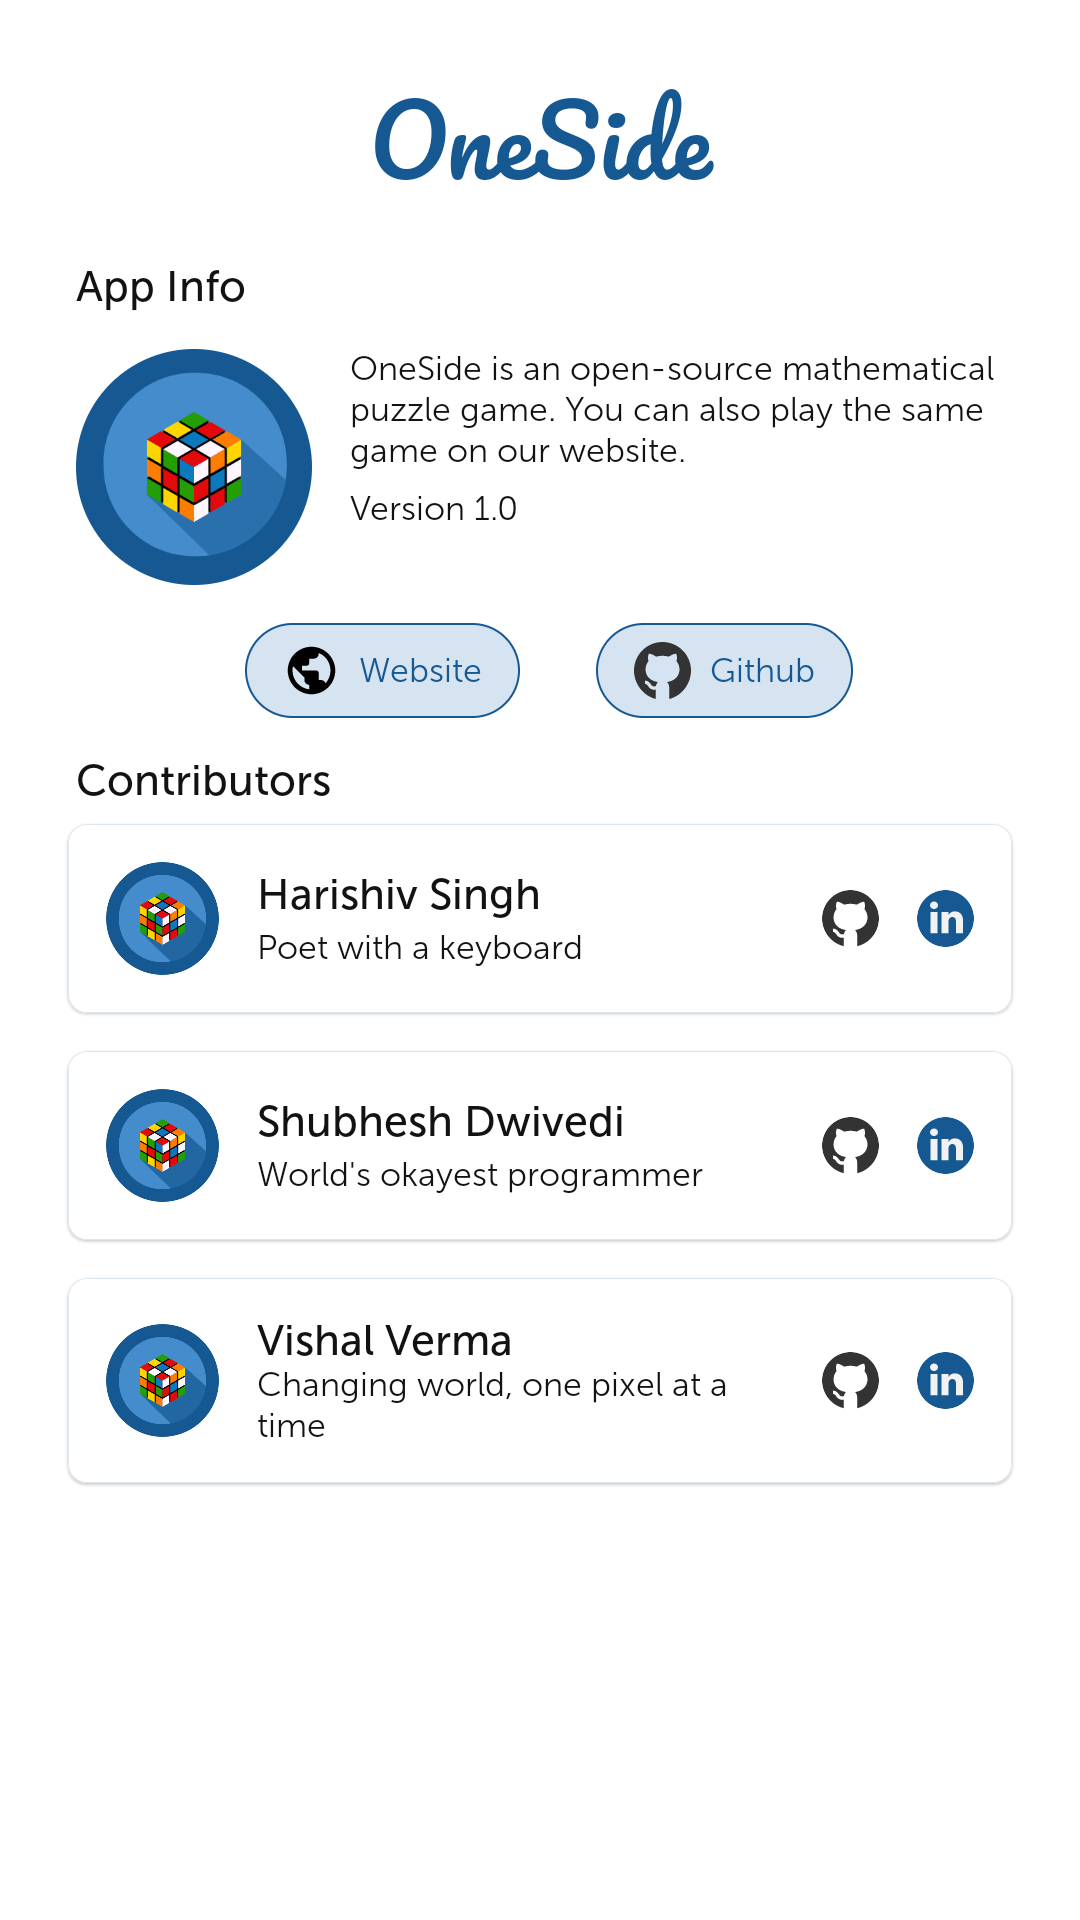 OneSide
App Info
OneSide is an open-source mathematical
puzzle game. You can also play the same
game on our website.
Version 1.0
Website
Github
Contributors
Harishiv Singh
Poet with a keyboard
in
Shubhesh Dwivedi
World's okayest programmer
in
Vishal Verma
Changing world, one pixel at a
time
in